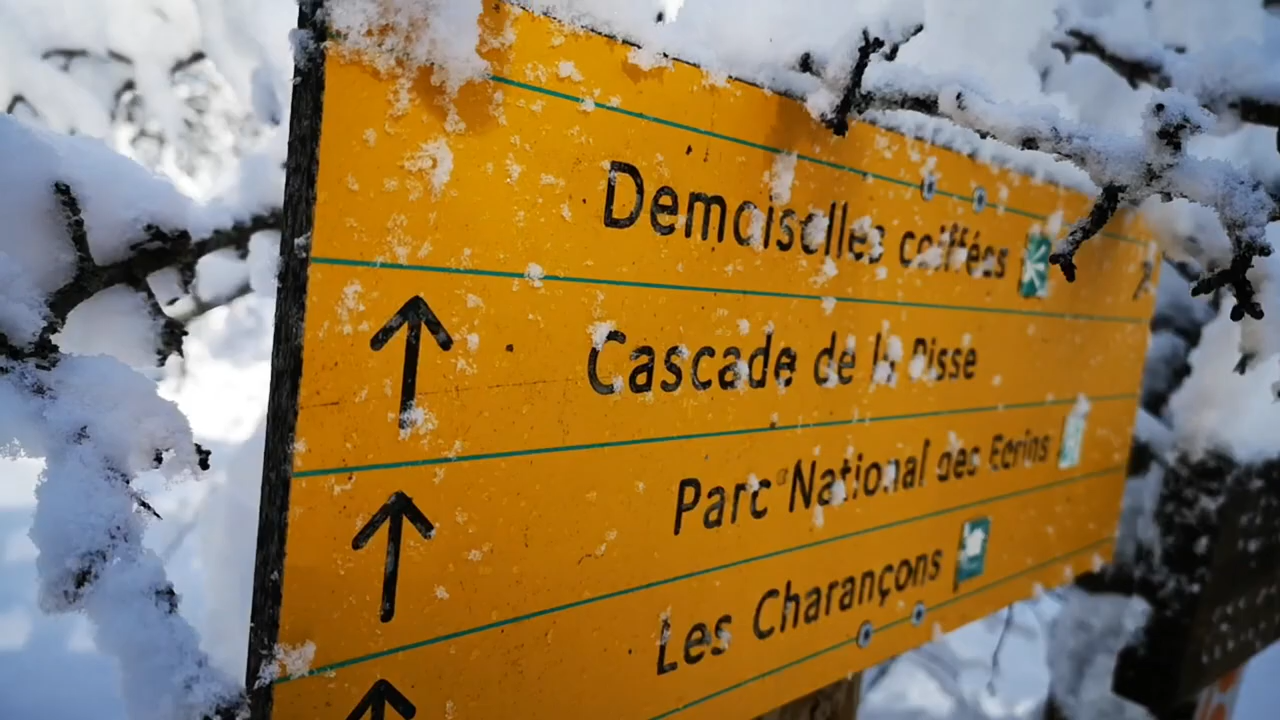 Demoiselles coiffées
Cascade de la Pisse
Parc National des Ecrins
Les Charançons